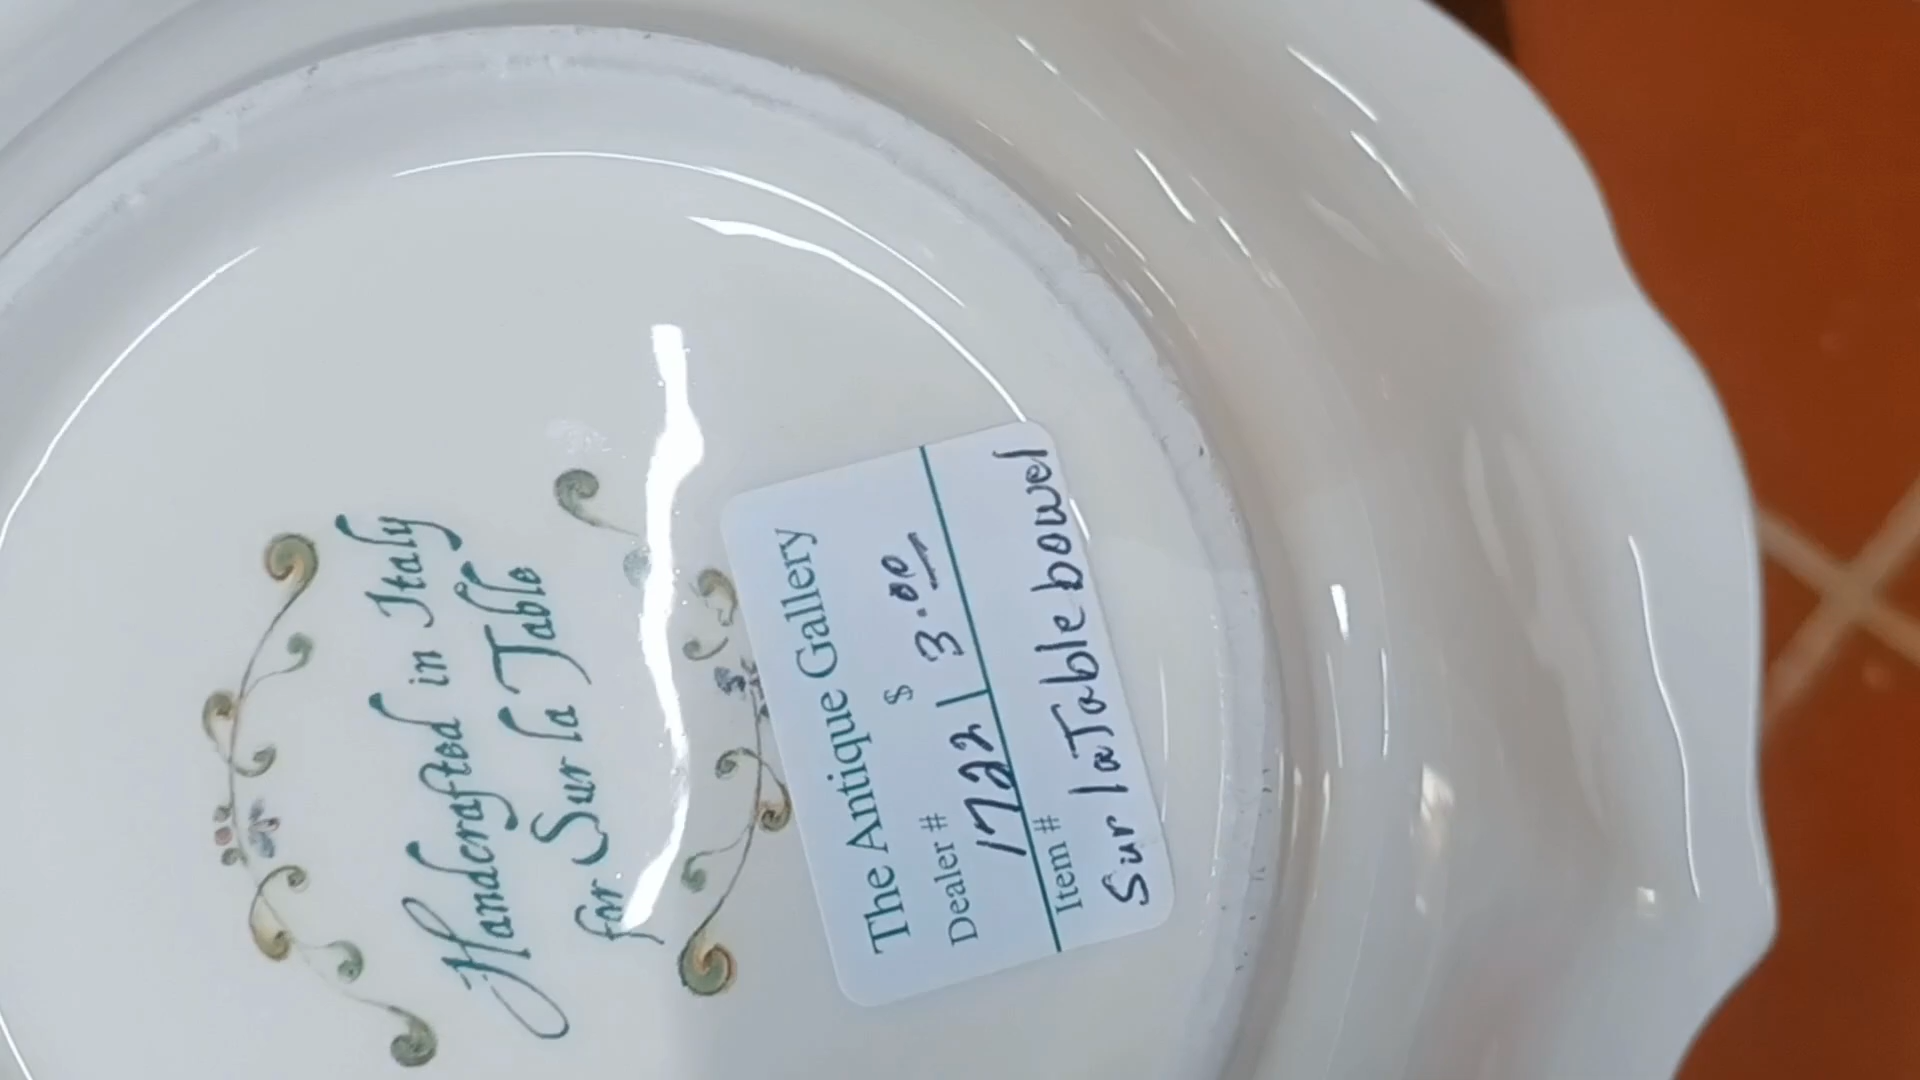 Handcrafted in Italy
for Sur la Table
The Antique Gallery
Dealer # $
1722 3.00
Item #
Sur la Table bowel